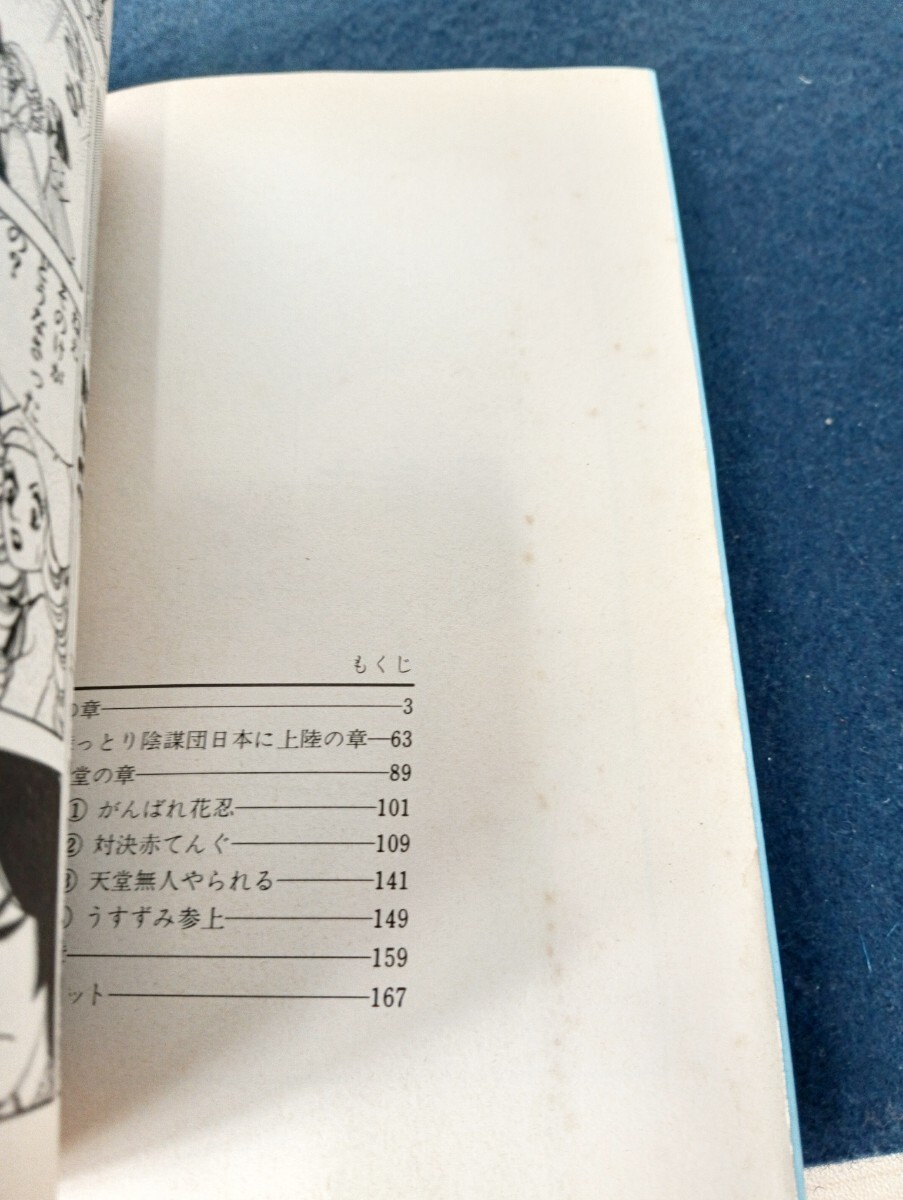 もくじ
の章――3
っとり陰謀団日本に上陸の章―63
堂の章――89
① がんばれ花忍――101
② 対決赤てんぐ――109
③ 天堂無人やられる――141
うすずみ参上――149
――159
ット――167